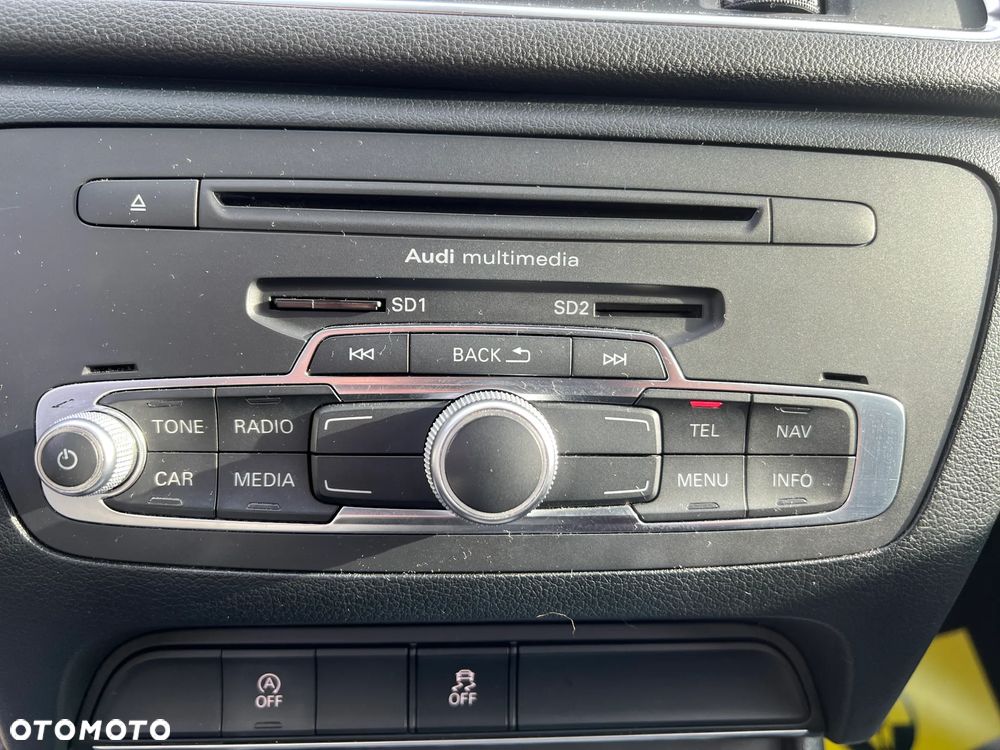 Audi multimedia
SD1 SD2
BACK
TONE RADIO TEL NAV
CAR MEDIA MENU INFO
A OFF OFF
OTOMOTO